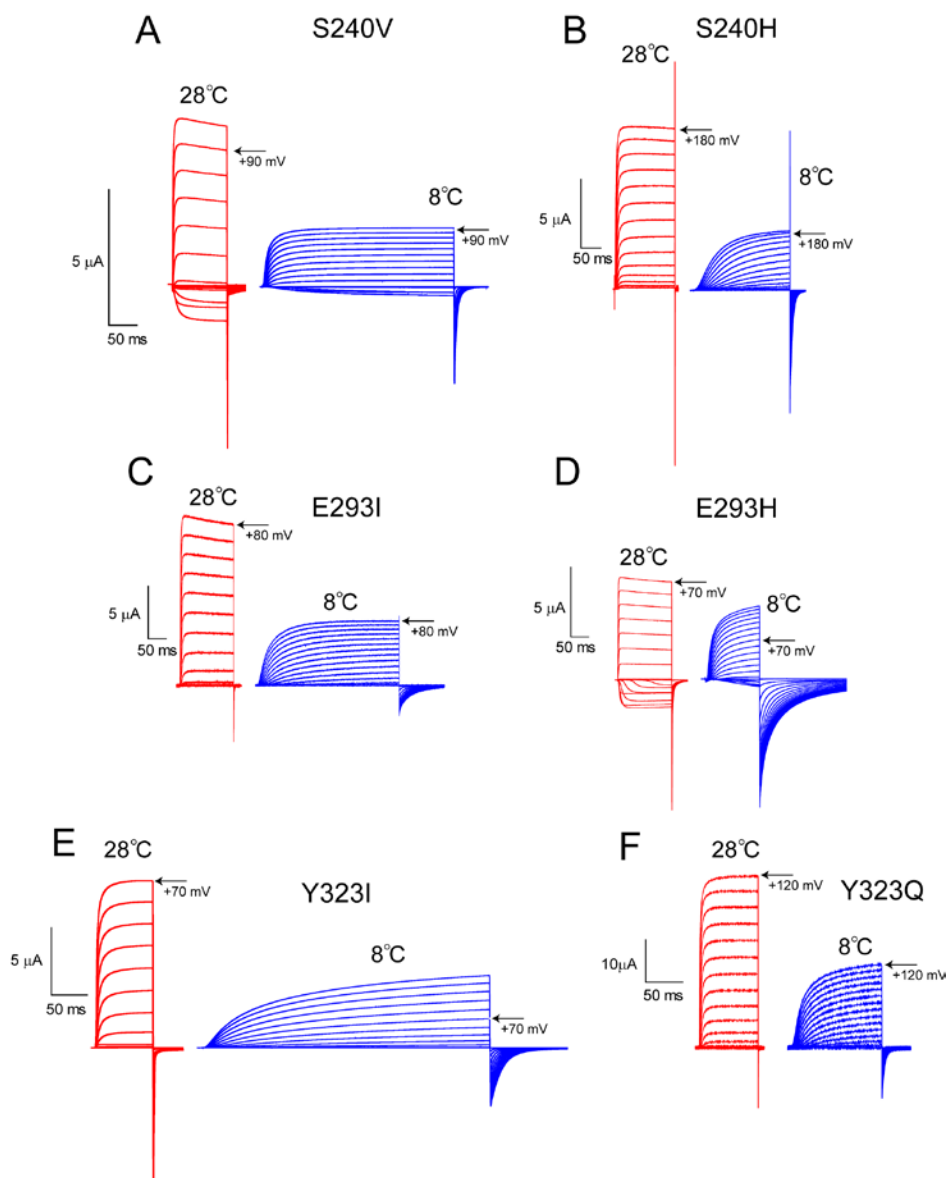 A
S240V
28°C
+90 mV
8°C
+90 mV
5 μA
50 ms
B
S240H
28°C
+180 mV
8°C
+180 mV
5 μA
50 ms
C
E293I
28°C
+80 mV
8°C
+80 mV
5 μA
50 ms
D
E293H
28°C
+70 mV
8°C
+70 mV
5 μA
50 ms
E
28°C
+70 mV
Y323I
8°C
+70 mV
5 μA
50 ms
F
28°C
+120 mV
Y323Q
8°C
+120 mV
10μA
50 ms